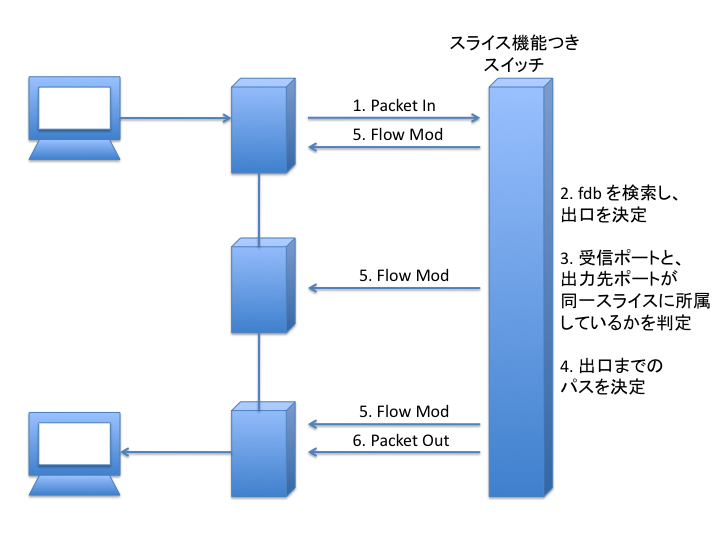 スライス機能つき
スイッチ
1. Packet In
5. Flow Mod
2. fdb を検索し、
出口を決定
3. 受信ポートと、
出力先ポートが
同一スライスに所属
しているかを判定
5. Flow Mod
4. 出口までの
パスを決定
5. Flow Mod
6. Packet Out